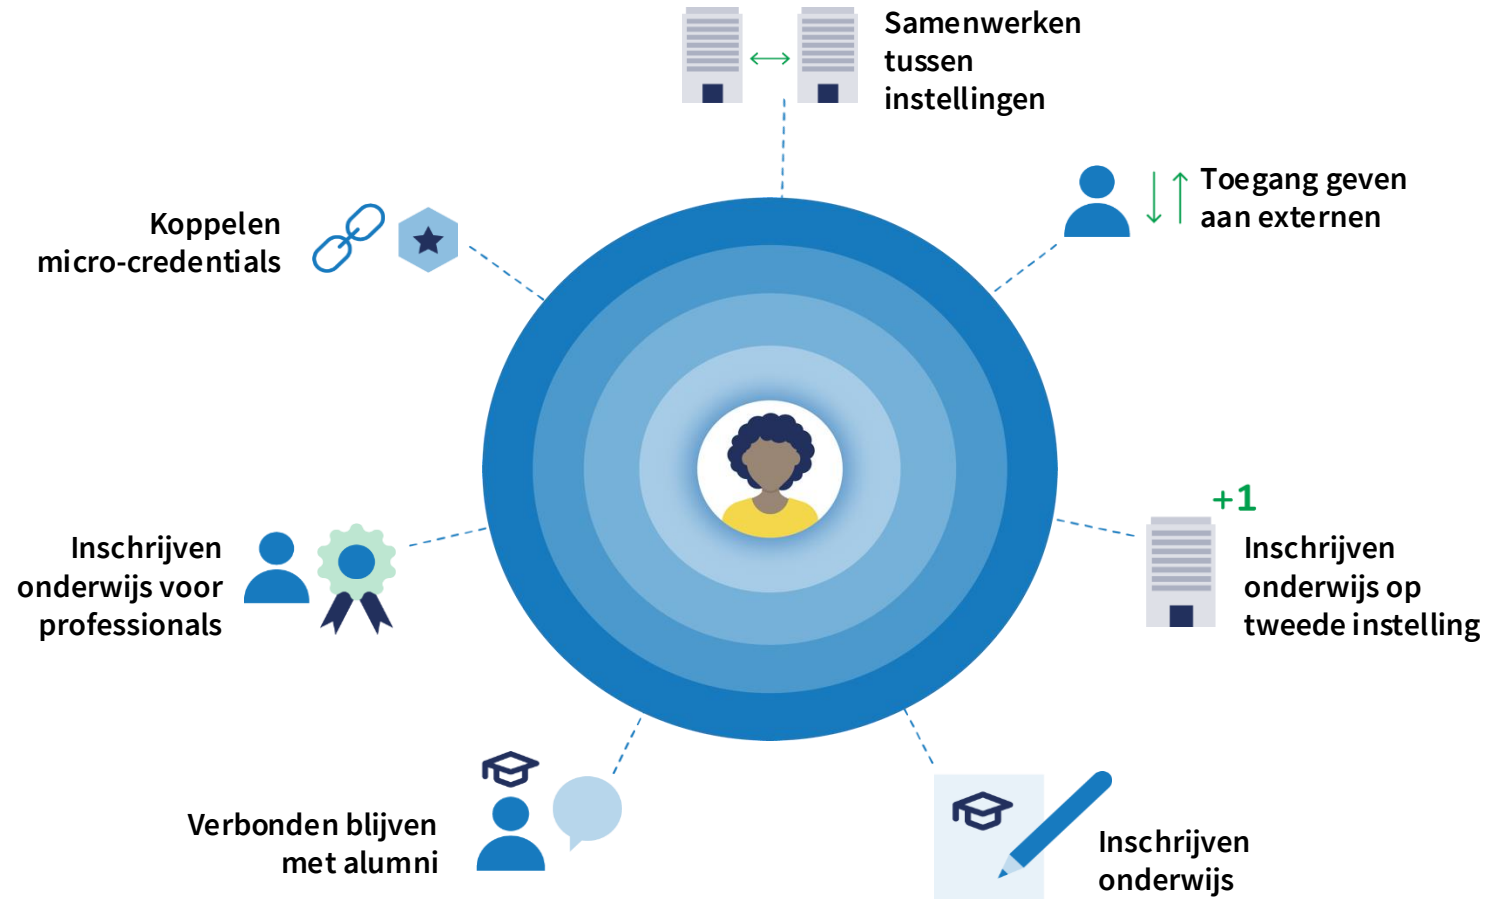 Samenwerken
tussen
instellingen
Toegang geven
aan externen
Koppelen
micro-credentials
+1
Inschrijven
onderwijs op
tweede instelling
Inschrijven
onderwijs voor
professionals
Verbonden blijven
met alumni
Inschrijven
onderwijs